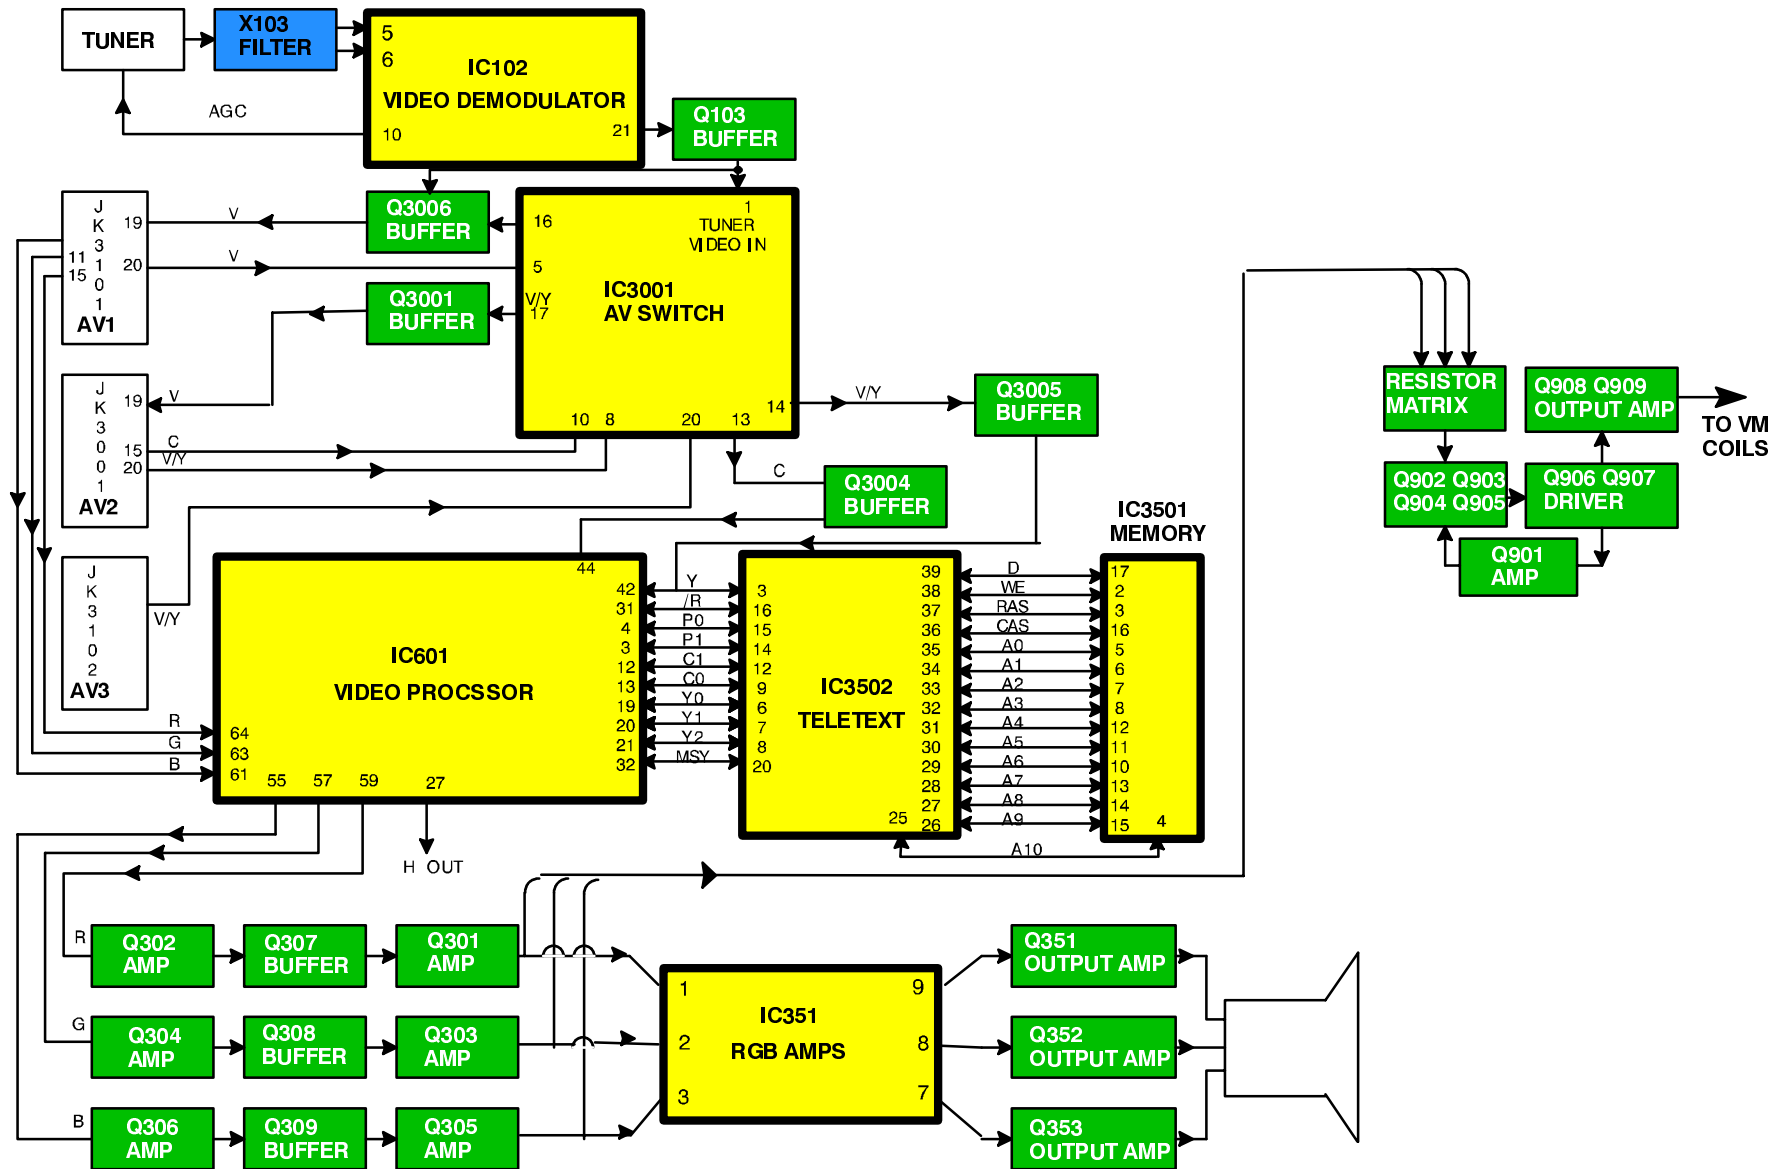 TUNER
X103
FILTER
5
6
IC102
VIDEO DEMODULATOR
10
21
AGC
Q103
BUFFER
J
K
3
1
0
1
AV1
19
11
15
20
V
V
Q3006
BUFFER
16
5
V/Y
17
1
TUNER
VIDEO IN
IC3001
AV SWITCH
10
8
20
13
14
Q3001
BUFFER
J
K
3
0
0
1
AV2
19
15
20
V
C
V/Y
V/Y
Q3005
BUFFER
C
Q3004
BUFFER
J
K
3
1
0
2
AV3
V/Y
RESISTOR
MATRIX
Q908 Q909
OUTPUT AMP
TO VM
COILS
Q902 Q903
Q904 Q905
Q906 Q907
DRIVER
Q901
AMP
IC3501
MEMORY
44
IC601
VIDEO PROCSSOR
42
31
4
3
12
13
19
20
21
32
Y
/R
P0
P1
C1
C0
Y0
Y1
Y2
MSY
3
16
15
14
12
9
6
7
8
20
IC3502
TELETEXT
39
38
37
36
35
34
33
32
31
30
29
28
27
26
25
D
WE
RAS
CAS
A0
A1
A2
A3
A4
A5
A6
A7
A8
A9
A10
17
2
3
16
5
6
7
8
12
11
10
13
14
15
4
R
G
B
64
63
61
55
57
59
27
H OUT
R
Q302
AMP
Q307
BUFFER
Q301
AMP
G
Q304
AMP
Q308
BUFFER
Q303
AMP
B
Q306
AMP
Q309
BUFFER
Q305
AMP
1
2
3
IC351
RGB AMPS
9
8
7
Q351
OUTPUT AMP
Q352
OUTPUT AMP
Q353
OUTPUT AMP